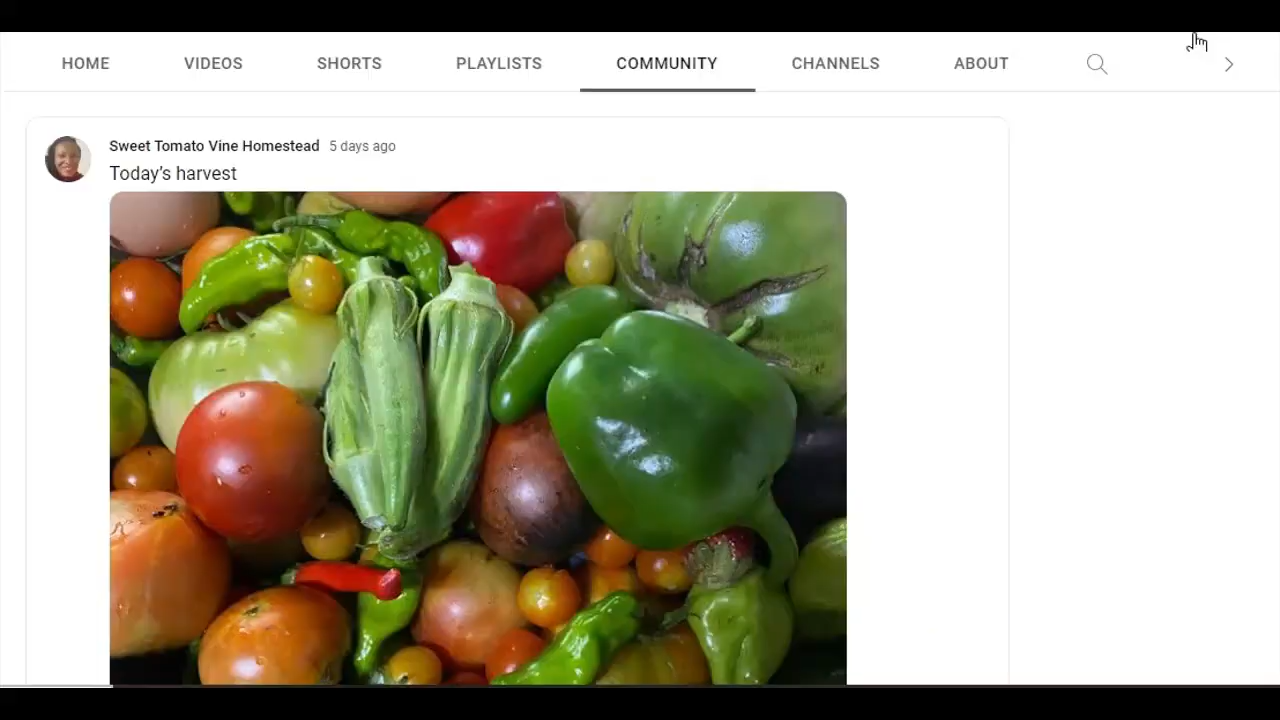 HOME VIDEOS SHORTS PLAYLISTS COMMUNITY CHANNELS ABOUT
Sweet Tomato Vine Homestead 5 days ago
Today’s harvest